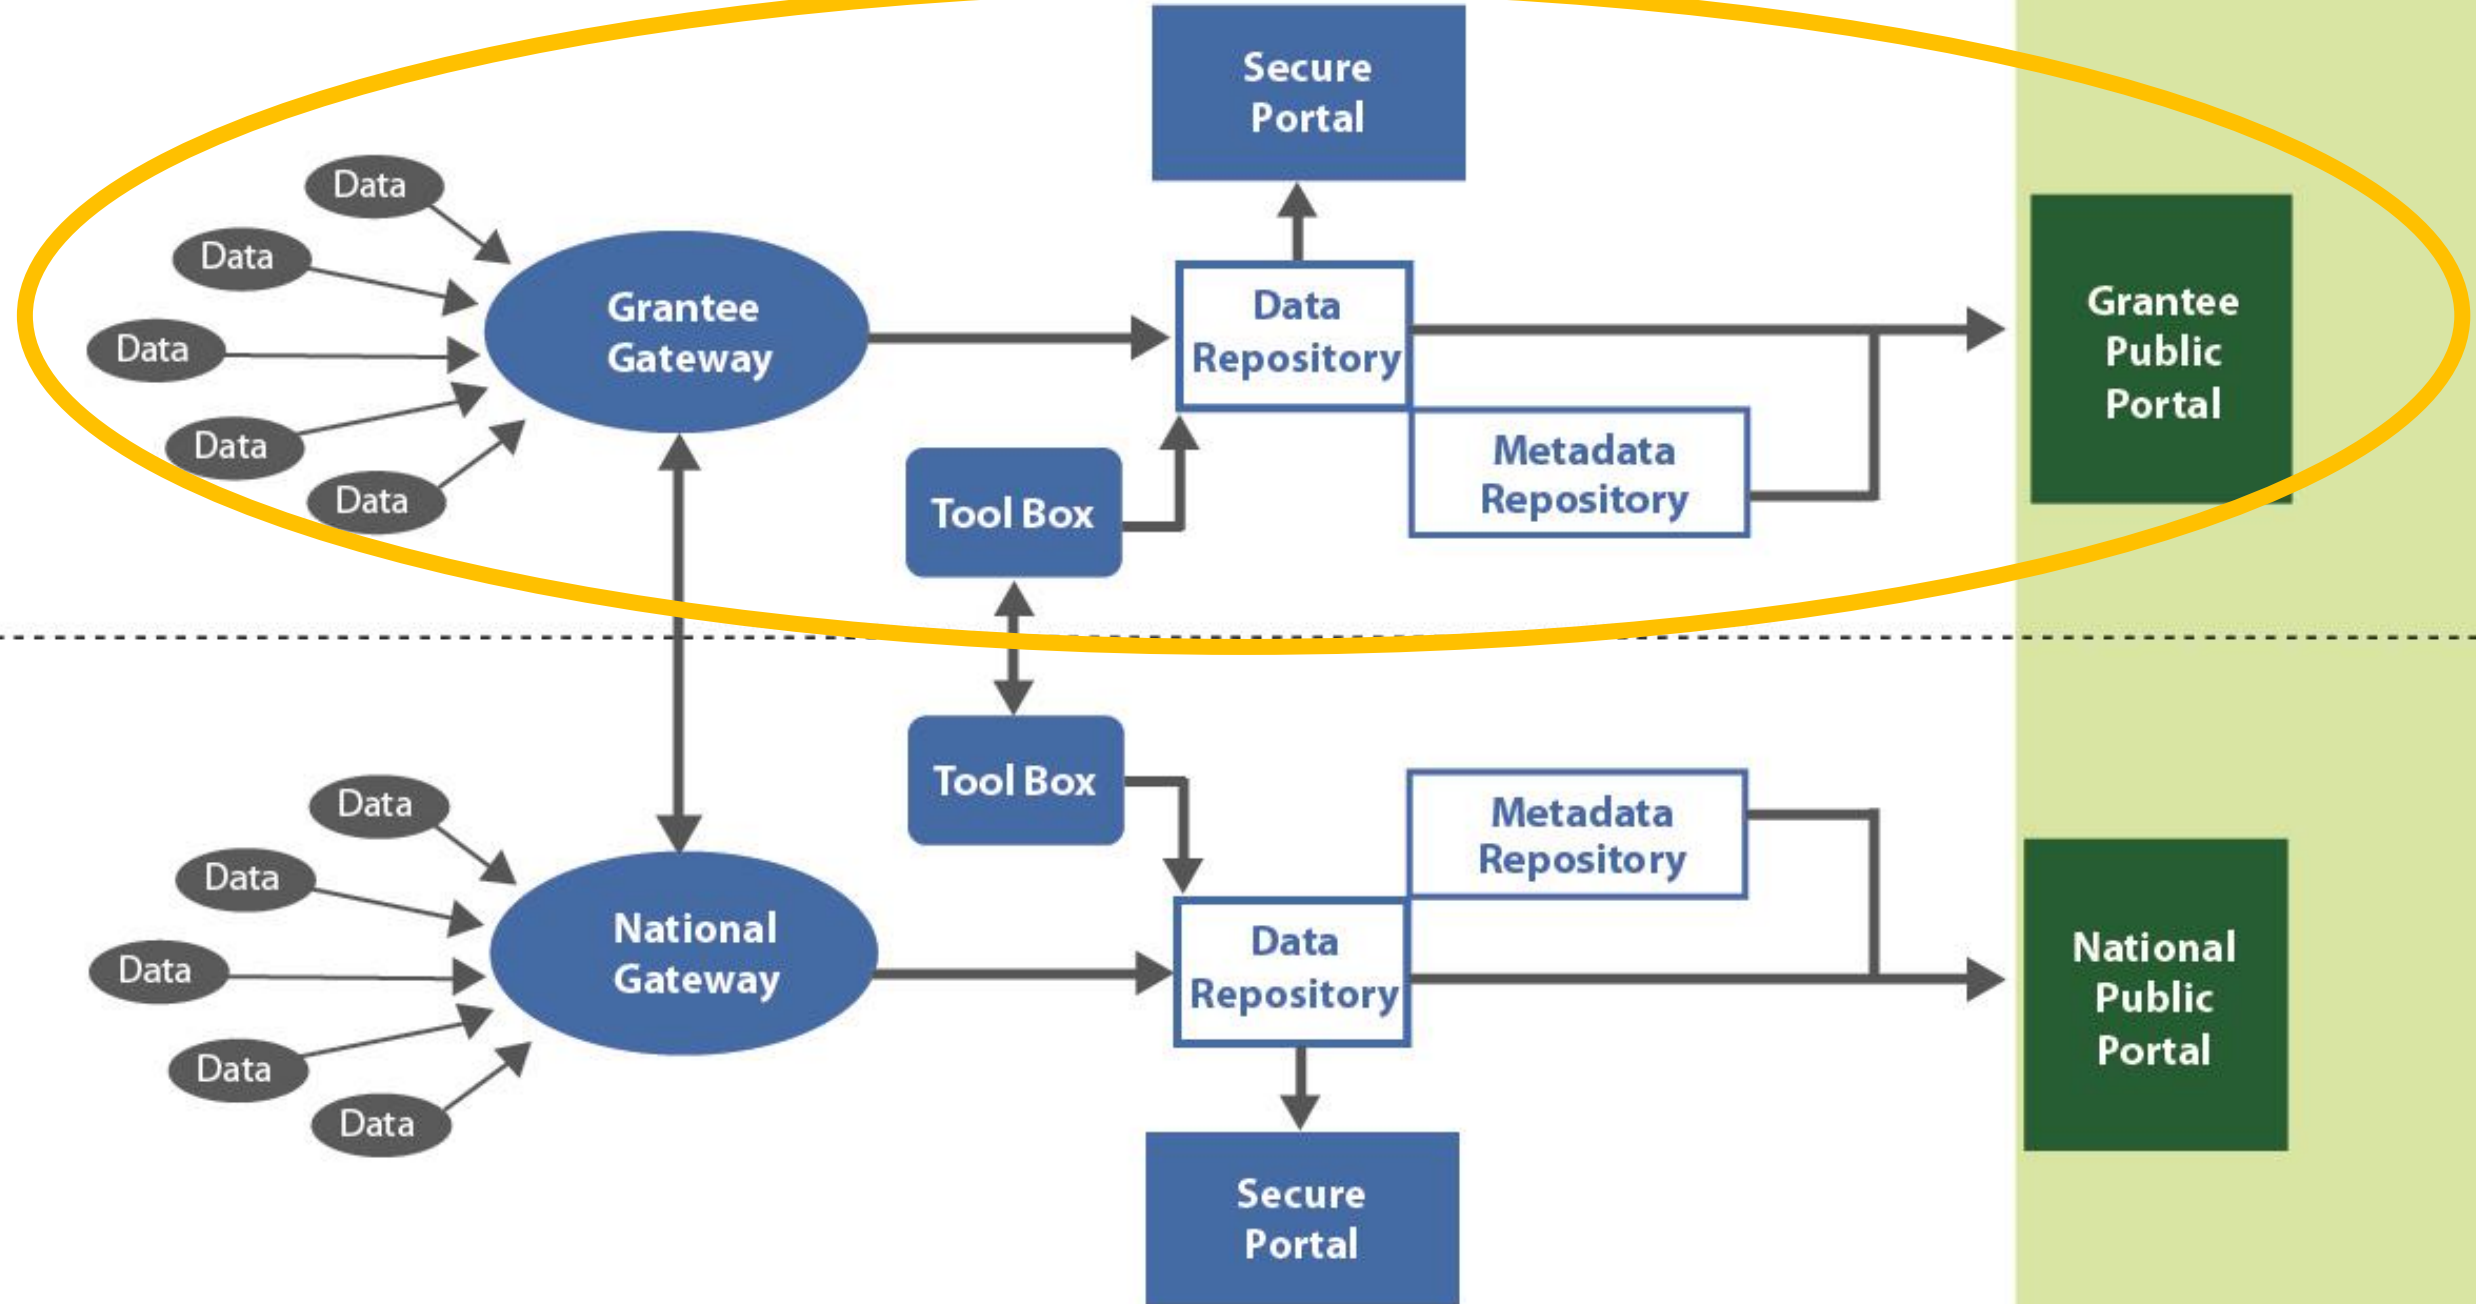 Secure
Portal
Data
Data
Data
Data
Data
Grantee
Gateway
Data
Repository
Metadata
Repository
Tool Box
Grantee
Public
Portal
Tool Box
Data
Data
Data
Data
Data
National
Gateway
Metadata
Repository
Data
Repository
National
Public
Portal
Secure
Portal